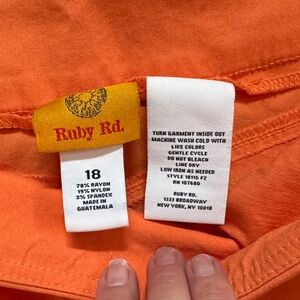 Ruby Rd.
18
78% RAYON
19% NYLON
3% SPANDEX
MADE IN
GUATEMALA
TURN GARMENT INSIDE OUT
MACHINE WASH COLD WITH
LIKE COLORS
GENTLE CYCLE
DO NOT BLEACH
LINE DRY
LOW IRON AS NEEDED
STYLE 18115 FZ
RN 107680
RUBY RD.
1333 BROADWAY
NEW YORK, NY 10018